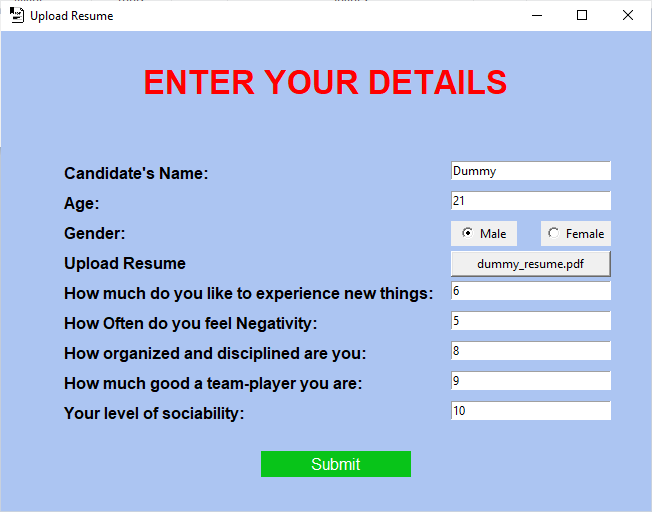 Upload Resume
ENTER YOUR DETAILS
Candidate's Name: Dummy
Age: 21
Gender: Male Female
Upload Resume dummy_resume.pdf
How much do you like to experience new things: 6
How Often do you feel Negativity: 5
How organized and disciplined are you: 8
How much good a team-player you are: 9
Your level of sociability: 10
Submit